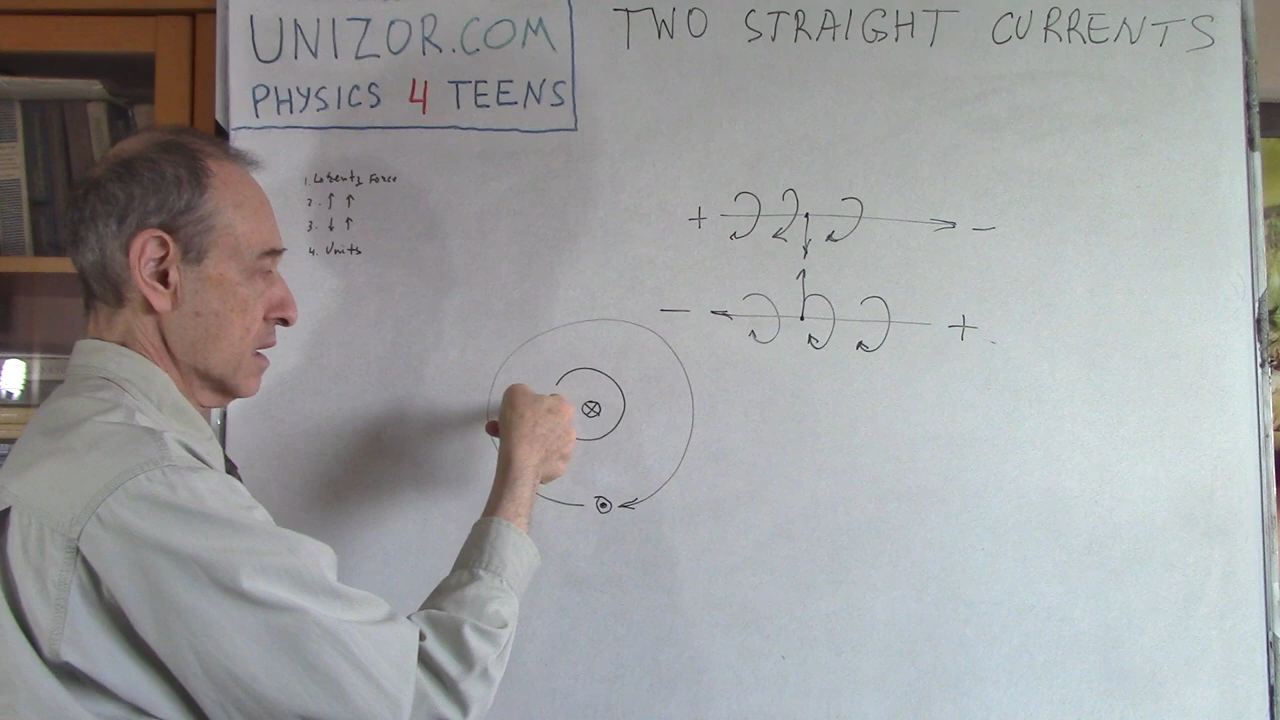 UNIZOR.COM
PHYSICS 4 TEENS
TWO STRAIGHT CURRENTS
1. Lorentz Force
2. ↑ ↑
3. ↓ ↑
4. Units
+ −
− +